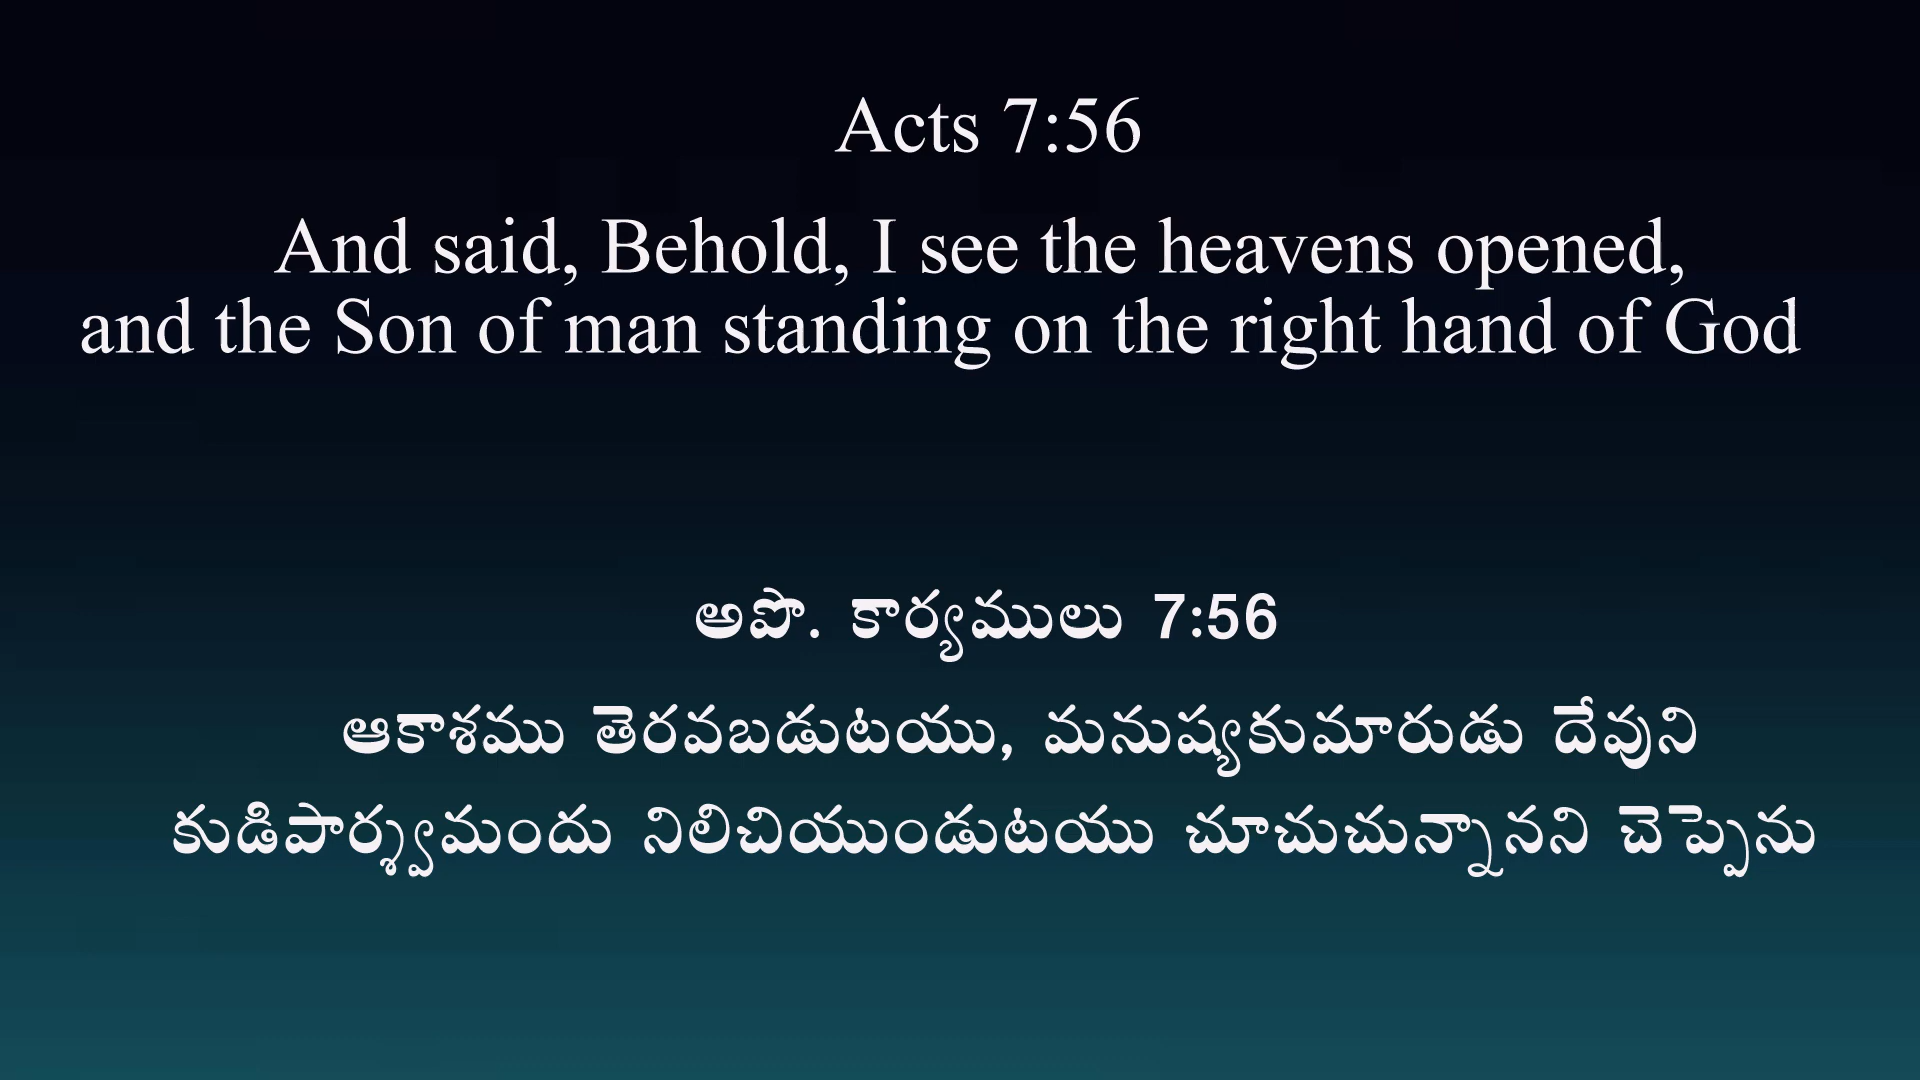 Acts 7:56
And said, Behold, I see the heavens opened,
and the Son of man standing on the right hand of God
అపొ. కార్యములు 7:56
ఆకాశము తెరవబడుటయు, మనుష్యకుమారుడు దేవుని
కుడిపార్శ్వమందు నిలిచియుండుటయు చూచుచున్నానని చెప్పెను